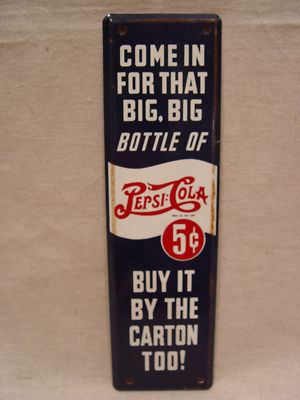 COME IN
FOR THAT
BIG, BIG
BOTTLE OF
PEPSI:COLA
5¢
BUY IT
BY THE
CARTON
TOO!